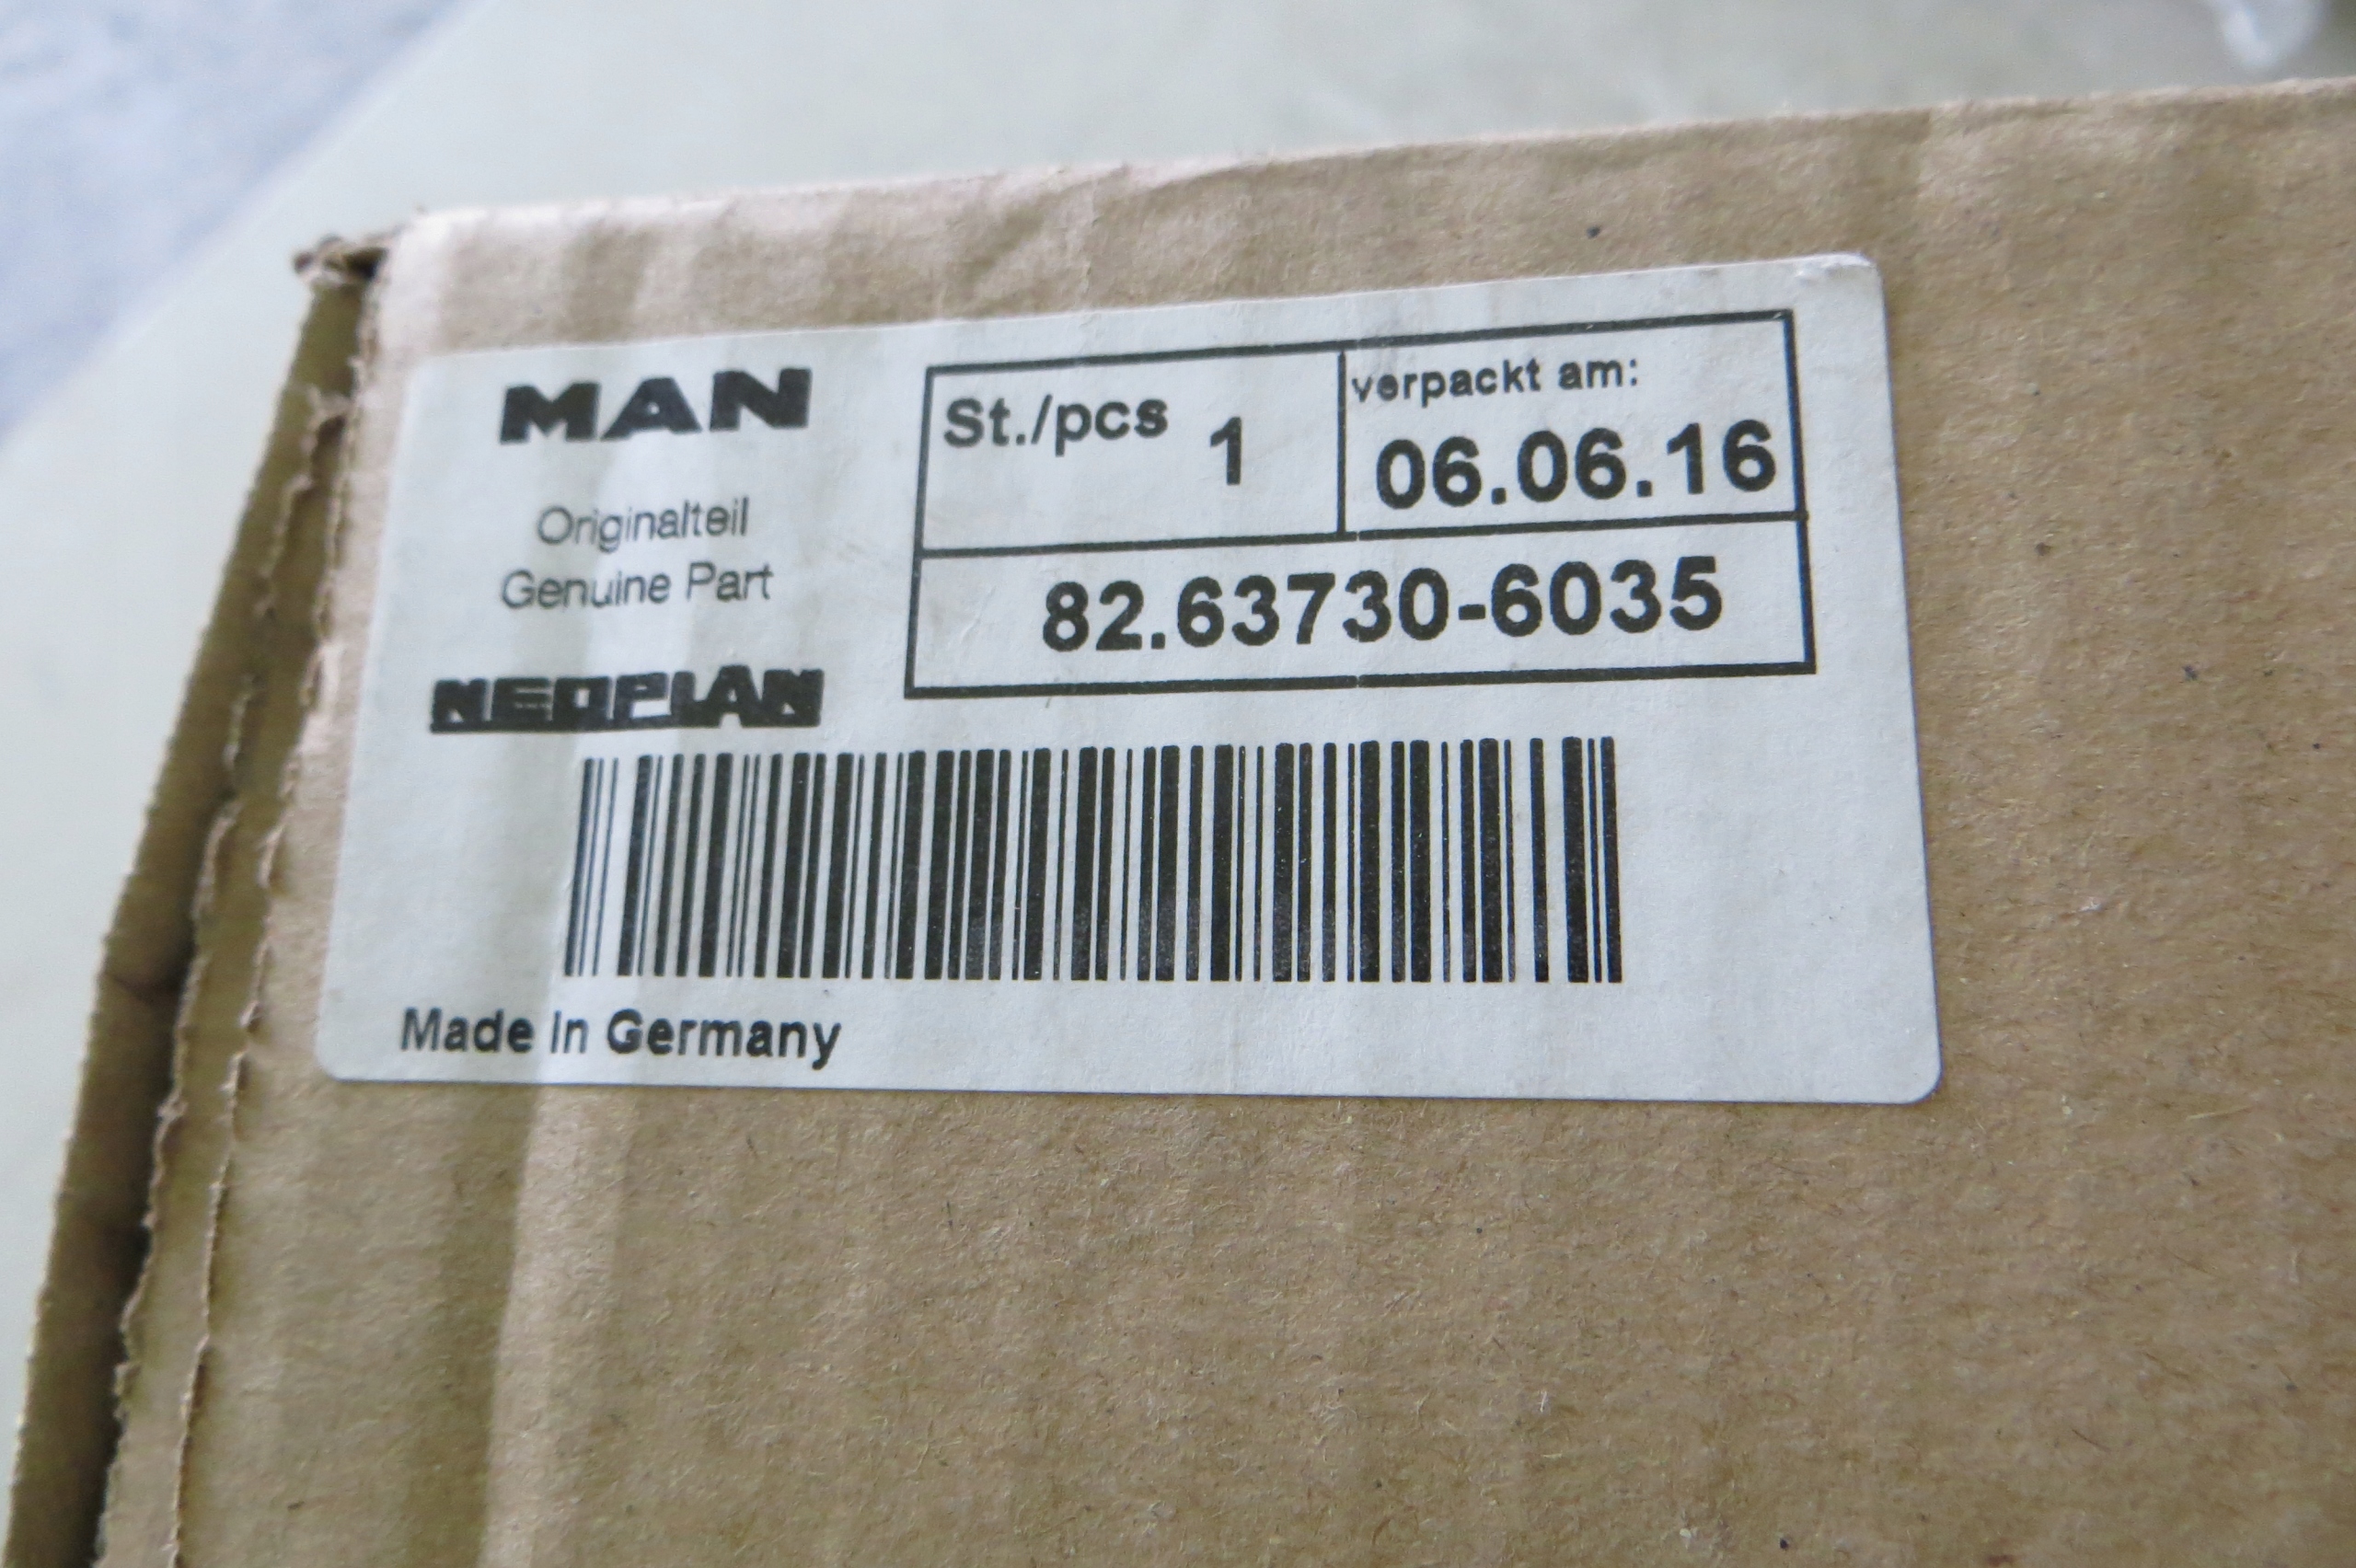 MAN
Originalteil
Genuine Part
NEOPLAN
St./pcs 1
verpackt am:
06.06.16
82.63730-6035
Made In Germany